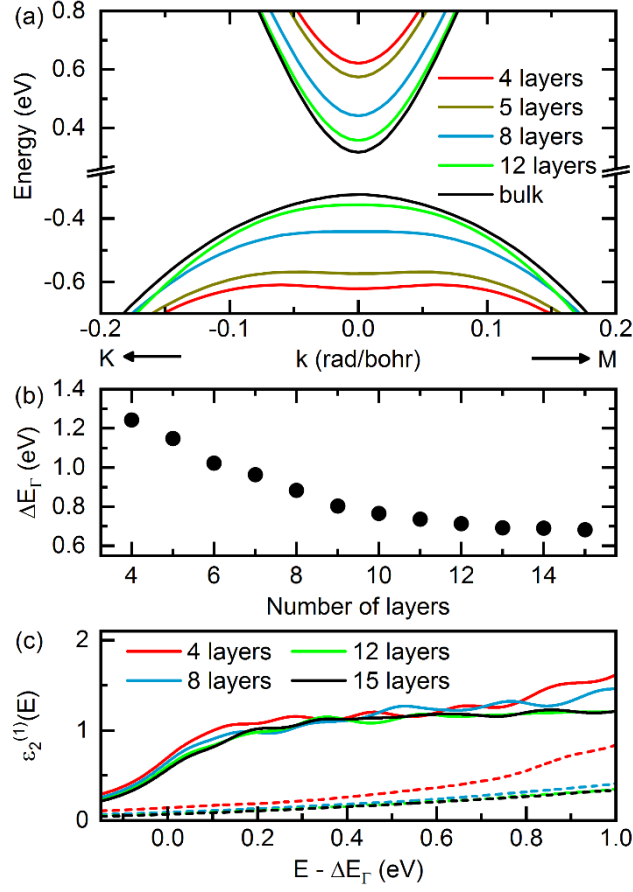 (a)
0.8
0.6
0.4
-0.4
-0.6
Energy (eV)
4 layers
5 layers
8 layers
12 layers
bulk
-0.2 -0.1 0.0 0.1 0.2
K k (rad/bohr) M
(b)
1.4
1.2
1.0
0.8
0.6
ΔE_Γ (eV)
4 6 8 10 12 14
Number of layers
(c)
2
1
0
ε₂⁽¹⁾(E)
4 layers 12 layers
8 layers 15 layers
0.0 0.2 0.4 0.6 0.8 1.0
E - ΔE_Γ (eV)